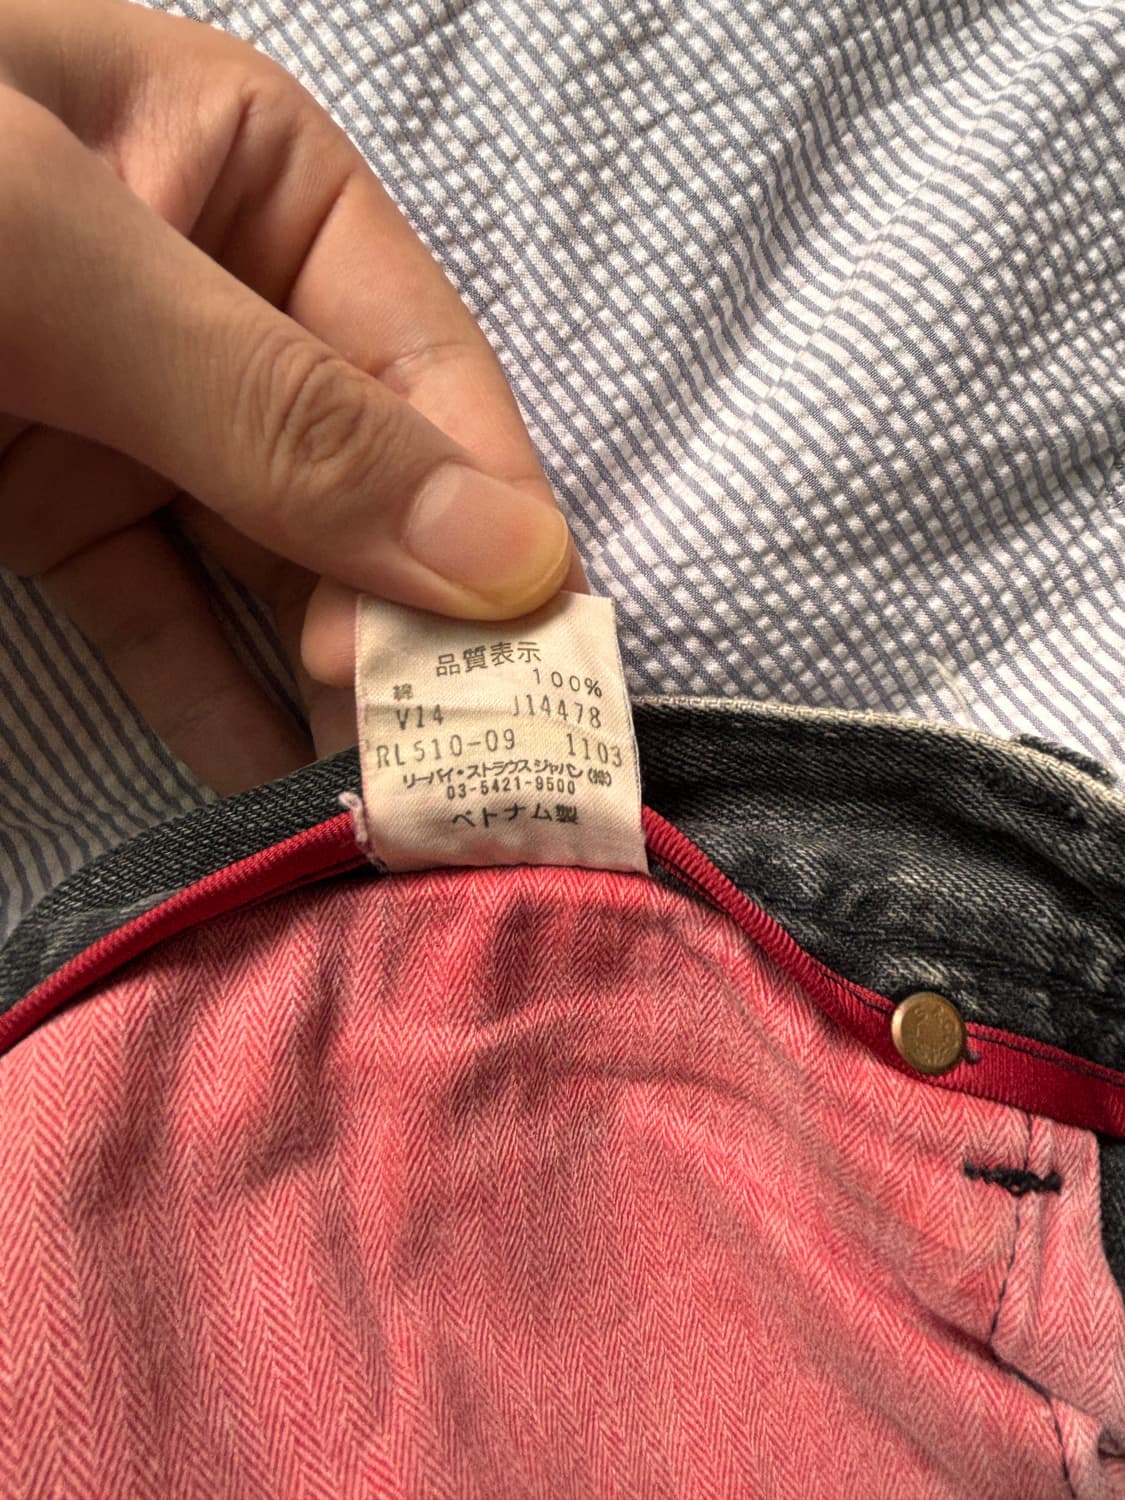 品質表示
綿 100%
V14 J14478
RL510-09 1103
リーバイ・ストラウス ジャパン(株)
03-5421-9500
ベトナム製